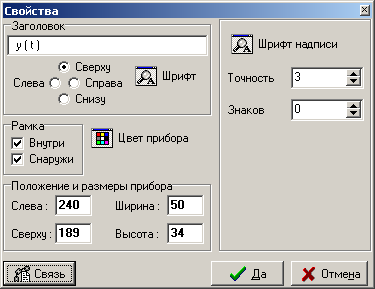 Свойства
Заголовок
y(t)
Сверху
Слева Справа
Снизу
Шрифт
Рамка
Внутри
Снаружи
Цвет прибора
Положение и размеры прибора
Слева : 240 Ширина : 50
Сверху : 189 Высота : 34
Шрифт надписи
Точность 3
Знаков 0
Связь Да Отмена